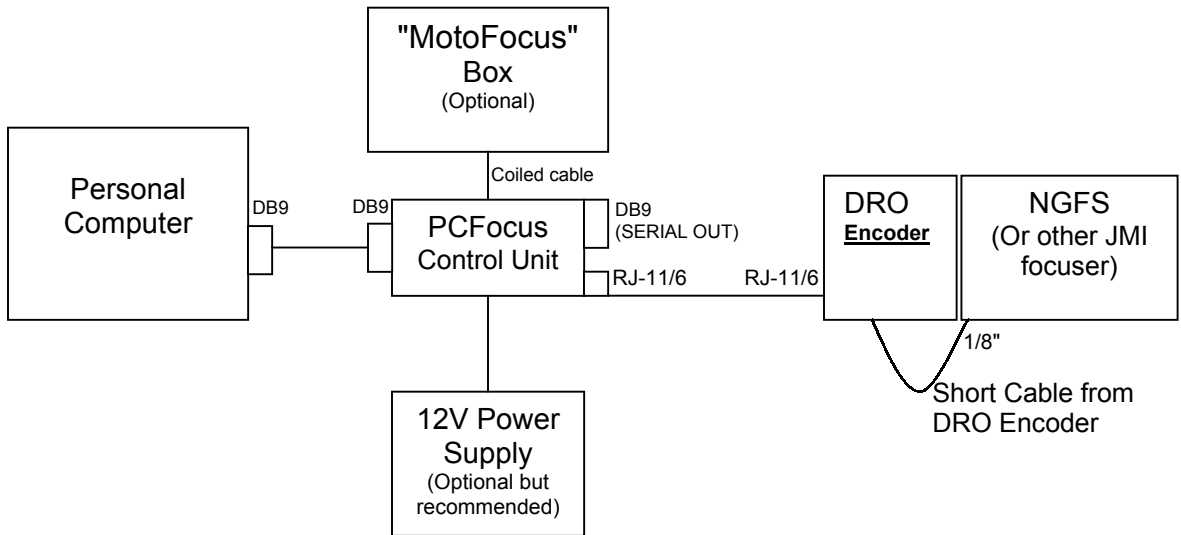 "MotoFocus"
Box
(Optional)
Personal
Computer
DB9
DB9
Coiled cable
PCFocus
Control Unit
DB9
(SERIAL OUT)
RJ-11/6
RJ-11/6
DRO
Encoder
NGFS
(Or other JMI
focuser)
1/8"
Short Cable from
DRO Encoder
12V Power
Supply
(Optional but
recommended)